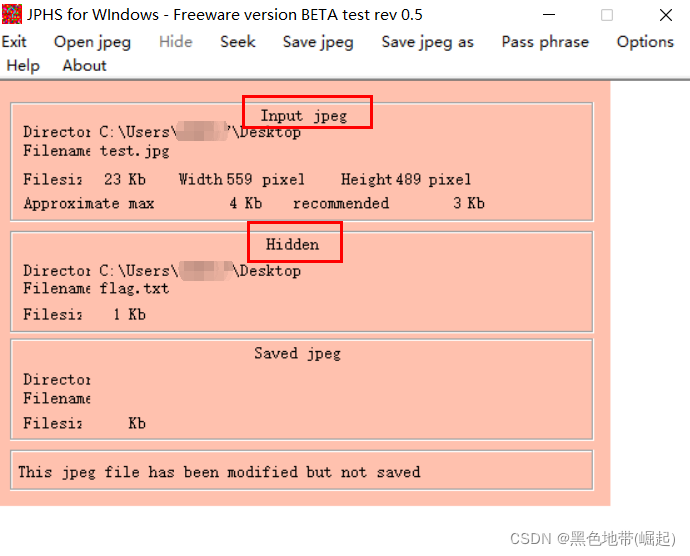 JPHS for WIndows - Freeware version BETA test rev 0.5
Exit Open jpeg Hide Seek Save jpeg Save jpeg as Pass phrase Options
Help About
Input jpeg
Director C:\Users\ \Desktop
Filename test.jpg
Filesiz 23 Kb Width 559 pixel Height 489 pixel
Approximate max 4 Kb recommended 3 Kb
Hidden
Director C:\Users\ \Desktop
Filename flag.txt
Filesiz 1 Kb
Saved jpeg
Director
Filename
Filesiz Kb
This jpeg file has been modified but not saved
CSDN @黑色地带(崛起)